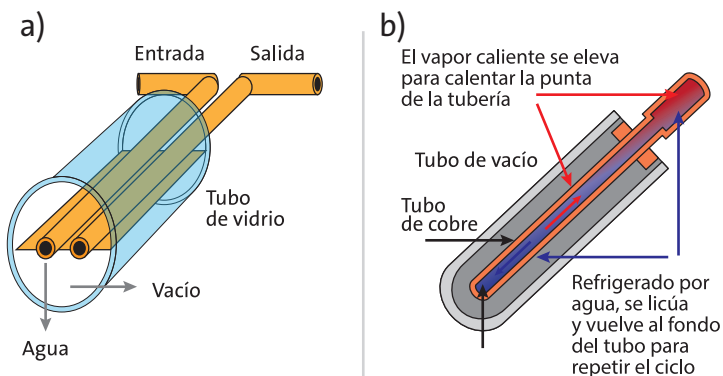 a)
Entrada
Salida
Tubo
de vidrio
Vacío
Agua
b)
El vapor caliente se eleva
para calentar la punta
de la tubería
Tubo de vacío
Tubo
de cobre
Refrigerado por
agua, se licúa
y vuelve al fondo
del tubo para
repetir el ciclo